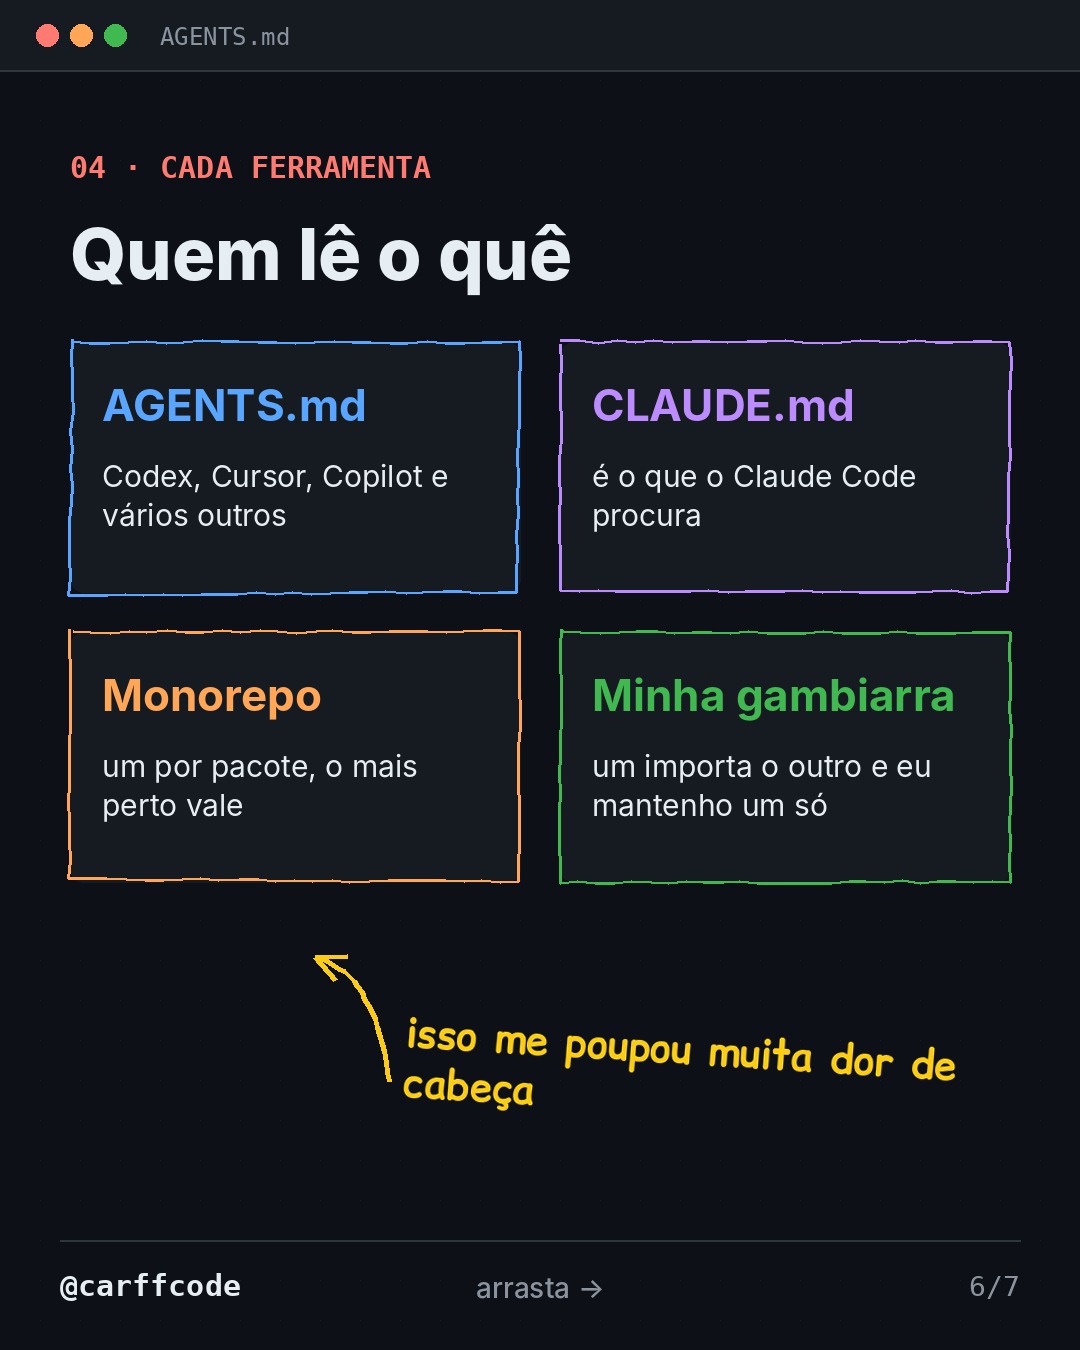 AGENTS.md
04 · CADA FERRAMENTA
Quem lê o quê
AGENTS.md
Codex, Cursor, Copilot e
vários outros
CLAUDE.md
é o que o Claude Code
procura
Monorepo
um por pacote, o mais
perto vale
Minha gambiarra
um importa o outro e eu
mantenho um só
isso me poupou muita dor de
cabeça
@carffcode
arrasta →
6/7